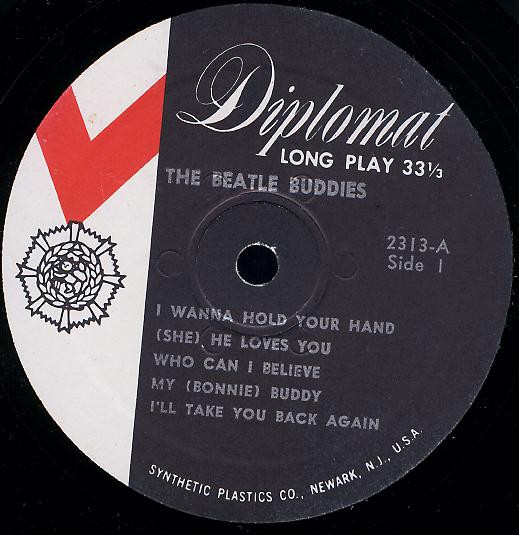 Diplomat
LONG PLAY 33⅓
THE BEATLE BUDDIES
2313-A
Side 1
I WANNA HOLD YOUR HAND
(SHE) HE LOVES YOU
WHO CAN I BELIEVE
MY (BONNIE) BUDDY
I'LL TAKE YOU BACK AGAIN
SYNTHETIC PLASTICS CO., NEWARK, N.J., U.S.A.